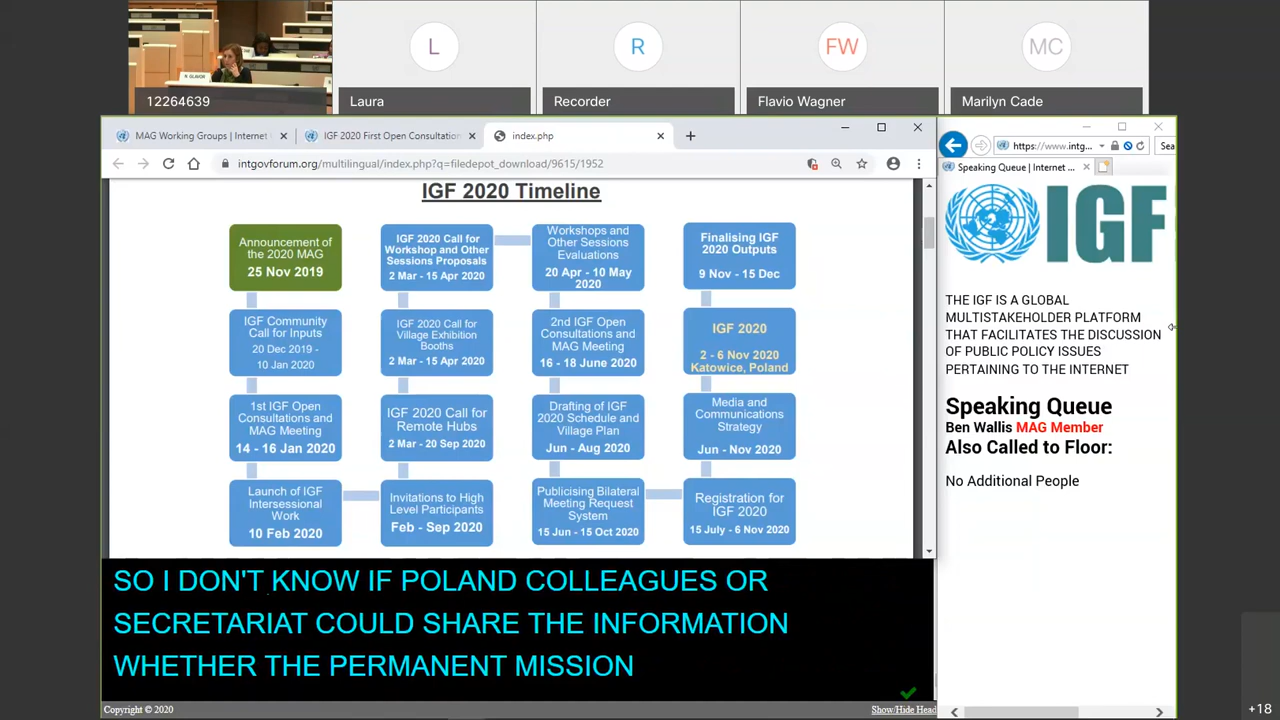 N. GLAVOR
12264639
L
Laura
R
Recorder
FW
Flavio Wagner
MC
Marilyn Cade
MAG Working Groups | Internet
IGF 2020 First Open Consultation
index.php
intgovforum.org/multilingual/index.php?q=filedepot_download/9615/1952
IGF 2020 Timeline
Announcement of
the 2020 MAG
25 Nov 2019
IGF Community
Call for Inputs
20 Dec 2019 -
10 Jan 2020
1st IGF Open
Consultations and
MAG Meeting
14 - 16 Jan 2020
Launch of IGF
Intersessional
Work
10 Feb 2020
IGF 2020 Call for
Workshop and Other
Sessions Proposals
2 Mar - 15 Apr 2020
IGF 2020 Call for
Village Exhibition
Booths
2 Mar - 15 Apr 2020
IGF 2020 Call for
Remote Hubs
2 Mar - 20 Sep 2020
Invitations to High
Level Participants
Feb - Sep 2020
Workshops and
Other Sessions
Evaluations
20 Apr - 10 May
2020
2nd IGF Open
Consultations and
MAG Meeting
16 - 18 June 2020
Drafting of IGF
2020 Schedule and
Village Plan
Jun - Aug 2020
Publicising Bilateral
Meeting Request
System
15 Jun - 15 Oct 2020
Finalising IGF
2020 Outputs
9 Nov - 15 Dec
IGF 2020
2 - 6 Nov 2020
Katowice, Poland
Media and
Communications
Strategy
Jun - Nov 2020
Registration for
IGF 2020
15 July - 6 Nov 2020
https://www.intg...
Sea
Speaking Queue | Internet ...
IGF
THE IGF IS A GLOBAL
MULTISTAKEHOLDER PLATFORM
THAT FACILITATES THE DISCUSSION
OF PUBLIC POLICY ISSUES
PERTAINING TO THE INTERNET
Speaking Queue
Ben Wallis MAG Member
Also Called to Floor:
No Additional People
SO I DON'T KNOW IF POLAND COLLEAGUES OR
SECRETARIAT COULD SHARE THE INFORMATION
WHETHER THE PERMANENT MISSION
Copyright © 2020
Show/Hide Head
+18